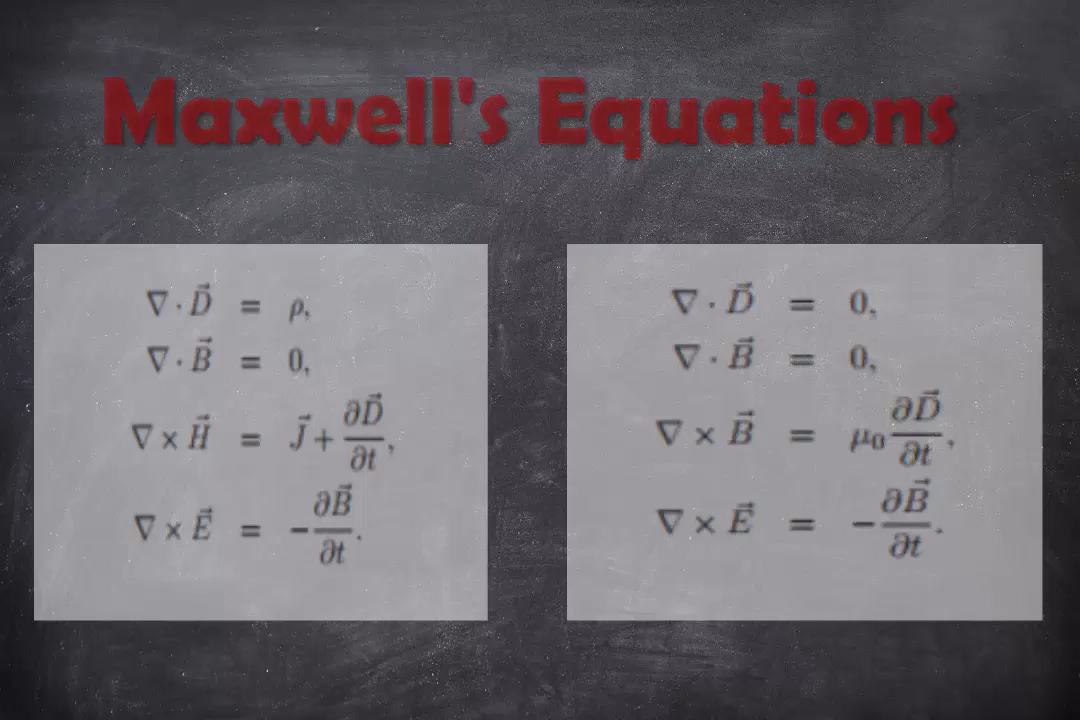 Maxwell's Equations
∇ · D⃗ = ρ,
∇ · B⃗ = 0,
∇ × H⃗ = J⃗ + ∂D⃗/∂t,
∇ × E⃗ = −∂B⃗/∂t.
∇ · D⃗ = 0,
∇ · B⃗ = 0,
∇ × B⃗ = μ₀ ∂D⃗/∂t,
∇ × E⃗ = −∂B⃗/∂t.